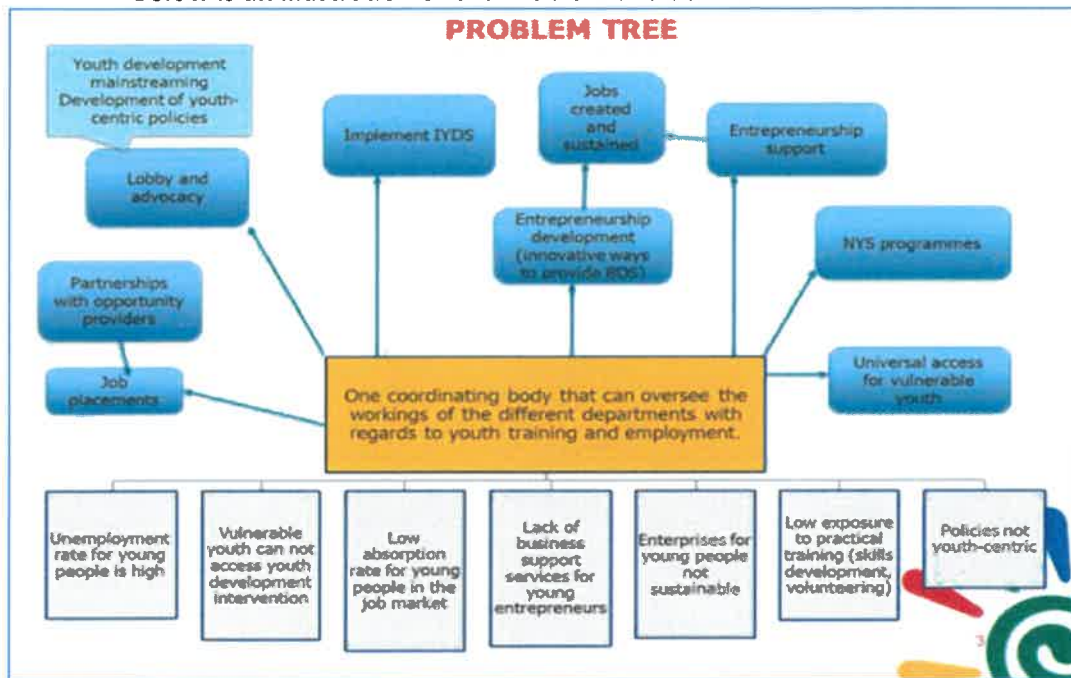 PROBLEM TREE
Youth development
mainstreaming
Development of youth-
centric policies
Lobby and
advocacy
Implement IYDS
Jobs
created
and
sustained
Entrepreneurship
support
Entrepreneurship
development
(innovative ways
to provide BDS)
NYS programmes
Partnerships
with opportunity
providers
Job
placements
Universal access
for vulnerable
youth
One coordinating body that can oversee the
workings of the different departments with
regards to youth training and employment.
Unemployment
rate for young
people is high
Vulnerable
youth can not
access youth
development
intervention
Low
absorption
rate for young
people in the
job market
Lack of
business
support
services for
young
entrepreneurs
Enterprises for
young people
not
sustainable
Low exposure
to practical
training (skills
development,
volunteering)
Policies not
youth-centric
3